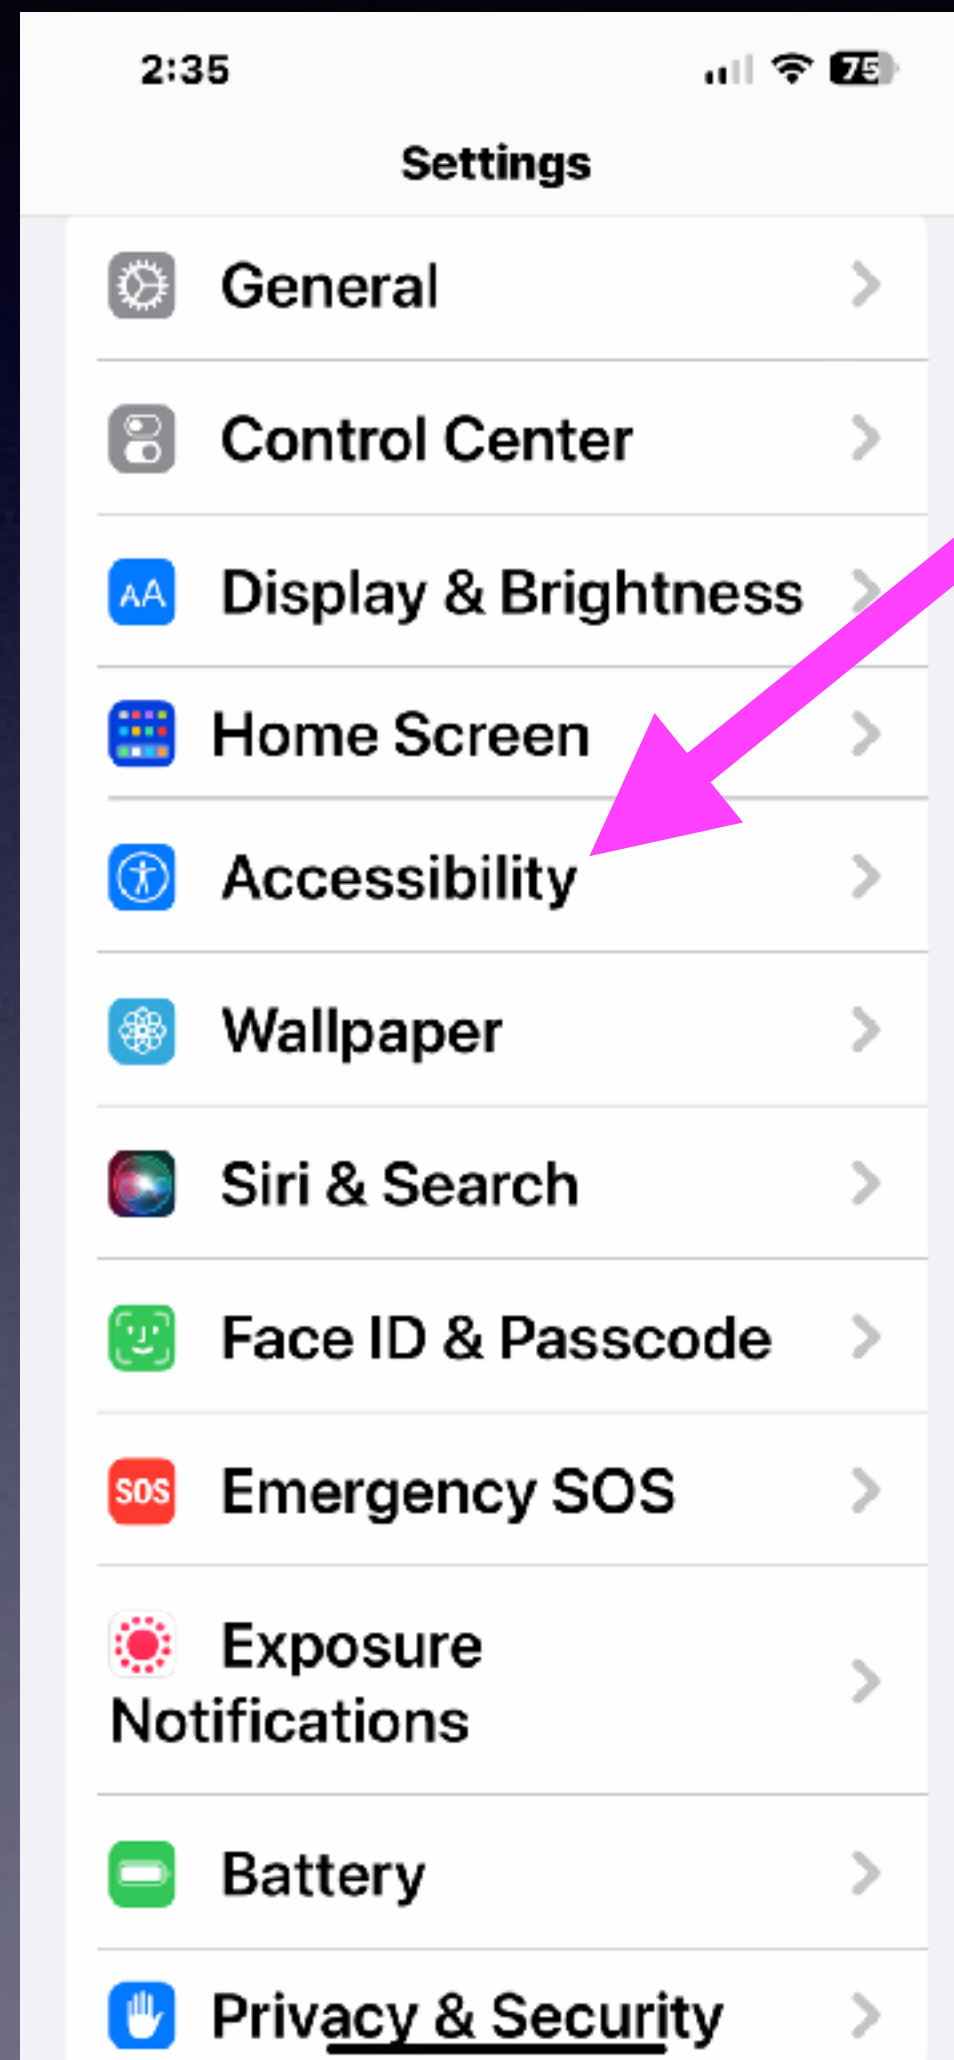 2:35
75
Settings
General
Control Center
AA Display & Brightness
Home Screen
Accessibility
Wallpaper
Siri & Search
Face ID & Passcode
SOS Emergency SOS
Exposure
Notifications
Battery
Privacy & Security